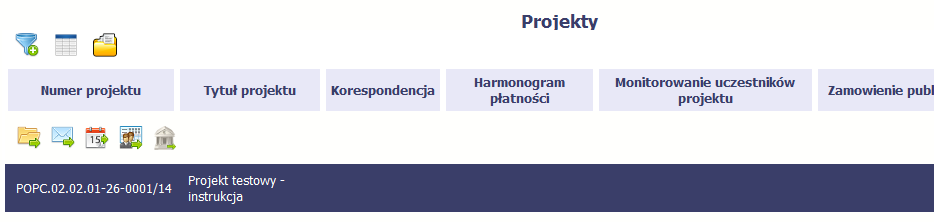 Projekty
Numer projektu
Tytuł projektu
Korespondencja
Harmonogram
płatności
Monitorowanie uczestników
projektu
Zamowienie publ
15
POPC.02.02.01-26-0001/14
Projekt testowy -
instrukcja